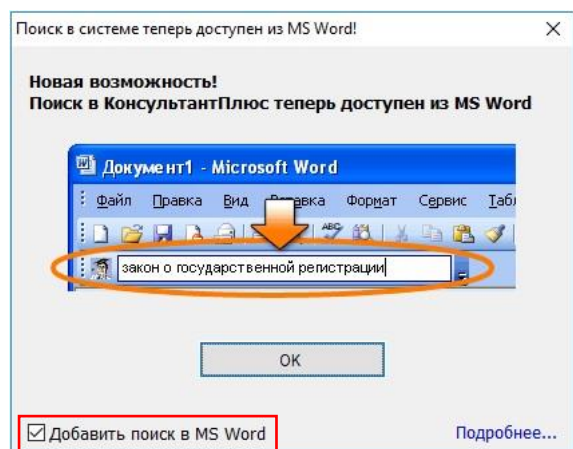 Поиск в системе теперь доступен из MS Word!
Новая возможность!
Поиск в КонсультантПлюс теперь доступен из MS Word
Документ1 - Microsoft Word
Файл Правка Вид Вставка Формат Сервис
закон о государственной регистрации
OK
Добавить поиск в MS Word
Подробнее...